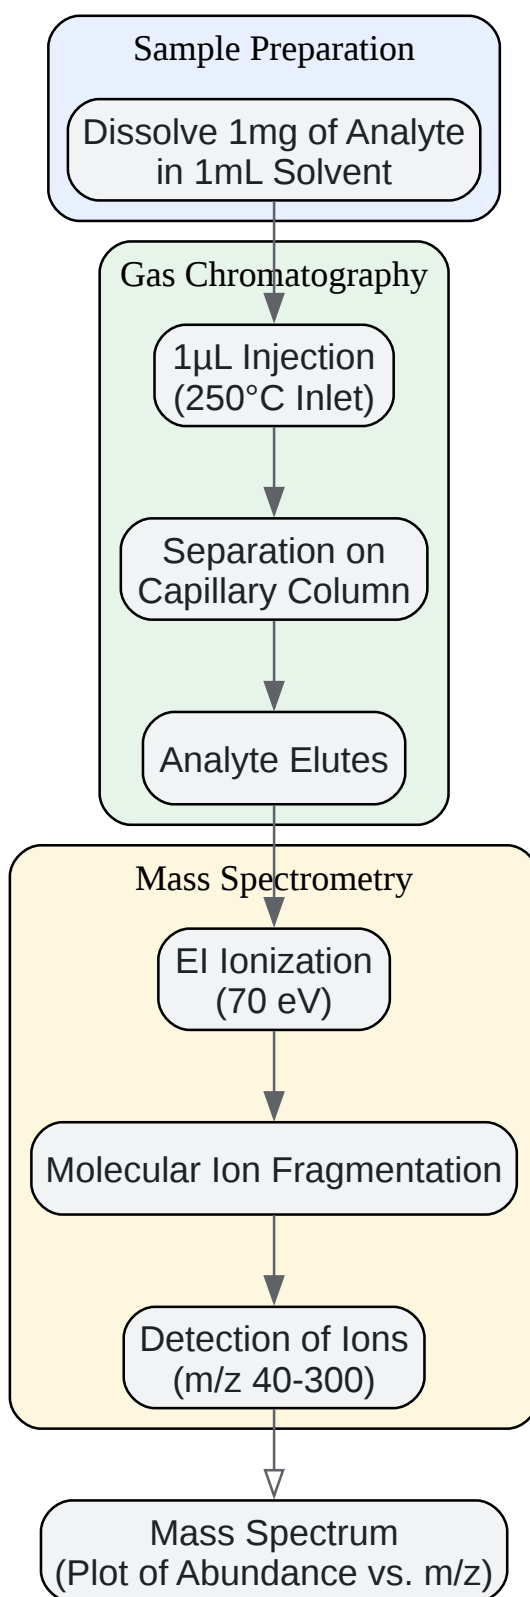 Sample Preparation
Dissolve 1mg of Analyte
in 1mL Solvent
Gas Chromatography
1µL Injection
(250°C Inlet)
Separation on
Capillary Column
Analyte Elutes
Mass Spectrometry
EI Ionization
(70 eV)
Molecular Ion Fragmentation
Detection of Ions
(m/z 40-300)
Mass Spectrum
(Plot of Abundance vs. m/z)